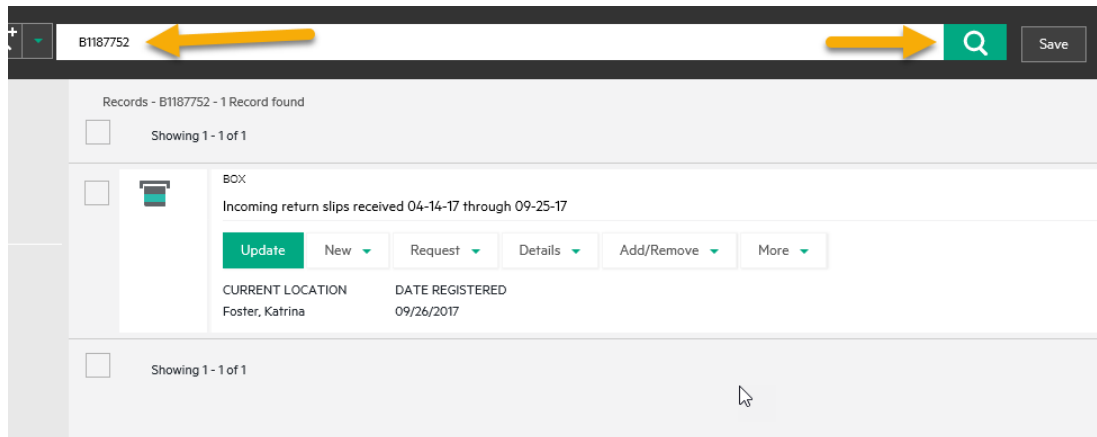 B1187752
Save
Records - B1187752 - 1 Record found
Showing 1 - 1 of 1
BOX
Incoming return slips received 04-14-17 through 09-25-17
Update New Request Details Add/Remove More
CURRENT LOCATION DATE REGISTERED
Foster, Katrina 09/26/2017
Showing 1 - 1 of 1